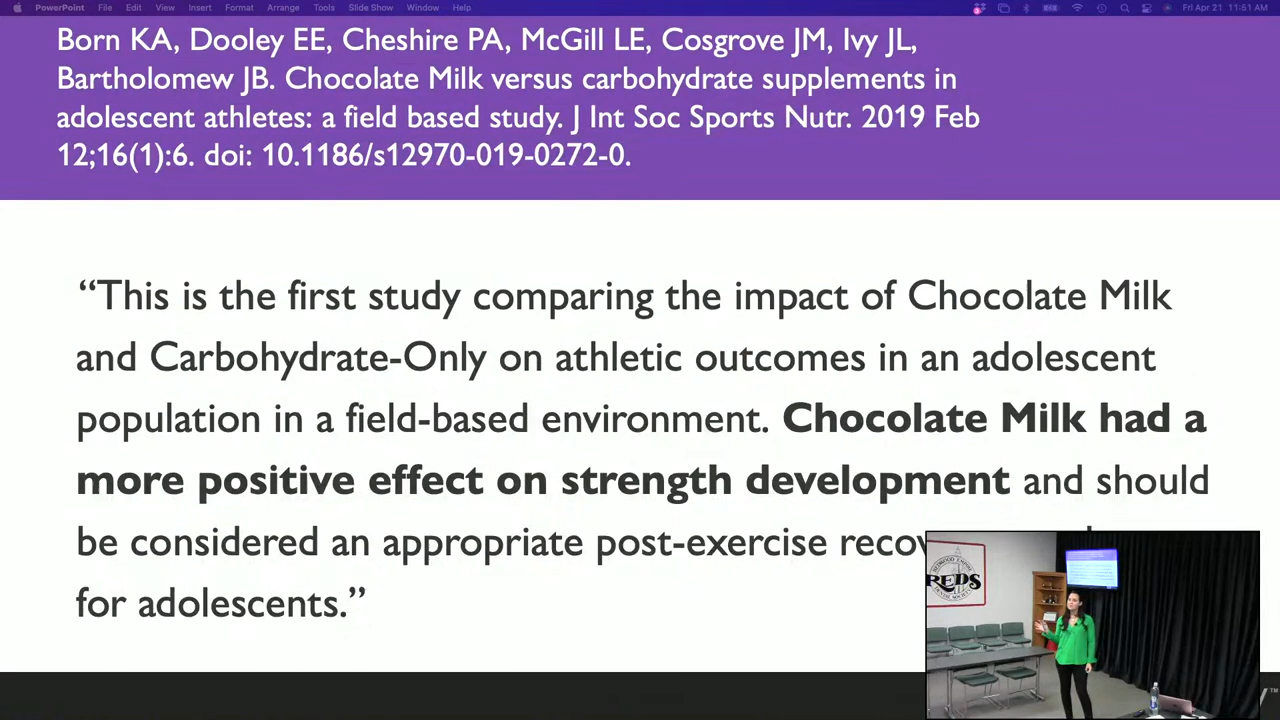 PowerPoint File Edit View Insert Format Arrange Tools Slide Show Window Help Fri Apr 21 11:51 AM
Born KA, Dooley EE, Cheshire PA, McGill LE, Cosgrove JM, Ivy JL,
Bartholomew JB. Chocolate Milk versus carbohydrate supplements in
adolescent athletes: a field based study. J Int Soc Sports Nutr. 2019 Feb
12;16(1):6. doi: 10.1186/s12970-019-0272-0.
“This is the first study comparing the impact of Chocolate Milk
and Carbohydrate-Only on athletic outcomes in an adolescent
population in a field-based environment. Chocolate Milk had a
more positive effect on strength development and should
be considered an appropriate post-exercise recov
for adolescents.”
REDS